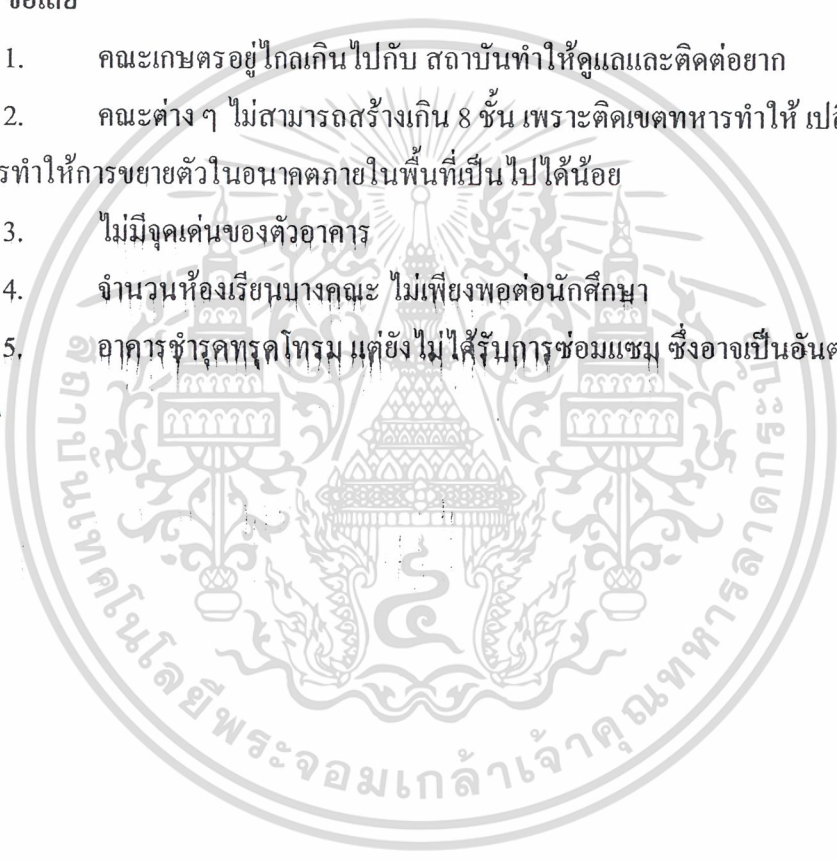 ข้อเสีย
1. คณะเกษตรอยู่ไกลเกินไปกับ สถาบันทำให้ดูแลและติดต่อยาก
2. คณะต่าง ๆ ไม่สามารถสร้างเกิน 8 ชั้น เพราะติดเขตทหารทำให้
รทำให้การขยายตัวในอนาคตภายในพื้นที่เป็นไปได้น้อย
3. ไม่มีจุดเด่นของตัวอาคาร
4. จำนวนห้องเรียนบางคณะ ไม่เพียงพอต่อนักศึกษา
5. อาคารชำรุดทรุดโทรม แต่ยังไม่ได้รับการซ่อมแซม ซึ่งอาจเป็น
สถาบันเทคโนโลยีพระจอมเกล้าเจ้าคุณทหารลาดกระบัง